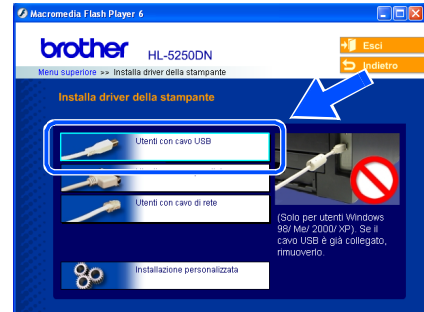 Macromedia Flash Player 6
brother
HL-5250DN
Esci
Indietro
Menu superiore >> Installa driver della stampante
Installa driver della stampante
Utenti con cavo USB
Utenti con cavo di rete
Installazione personalizzata
(Solo per utenti Windows
98/ Me/ 2000/ XP). Se il
cavo USB è già collegato,
rimuoverlo.